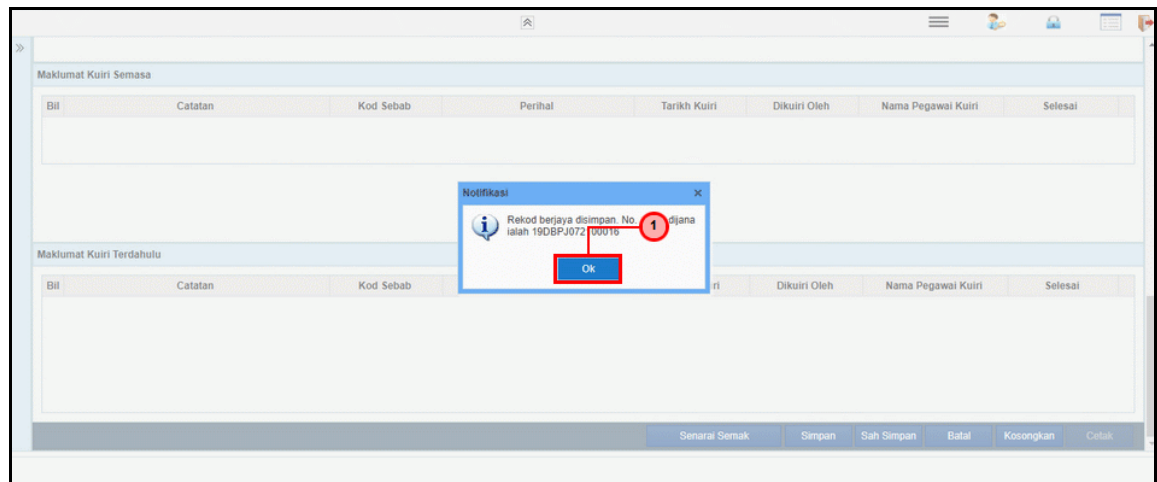 Maklumat Kuiri Semasa
Bil Catatan Kod Sebab Perihal Tarikh Kuiri Dikuiri Oleh Nama Pegawai Kuiri Selesai
Notifikasi
Rekod berjaya disimpan. No. dijana
ialah 19DBPJ072 00016
1
Ok
Maklumat Kuiri Terdahulu
Bil Catatan Kod Sebab Dikuiri Oleh Nama Pegawai Kuiri Selesai
Senarai Semak Simpan Sah Simpan Batal Kosongkan Cetak